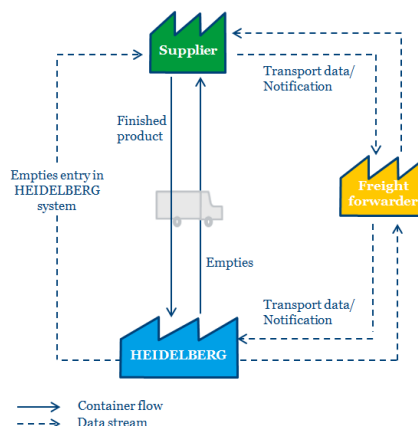 Supplier
Transport data/
Notification
Finished
product
Empties entry in
HEIDELBERG
system
Freight
forwarder
Empties
Transport data/
Notification
HEIDELBERG
Container flow
Data stream